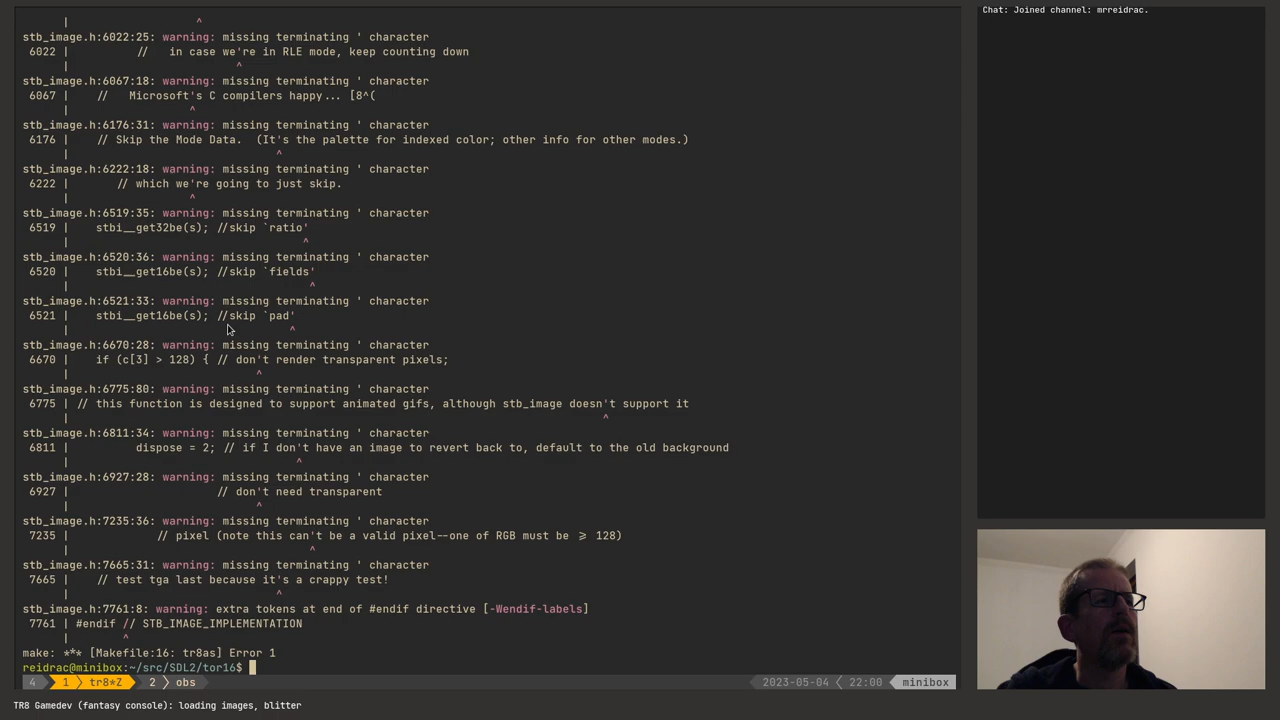 |                   ^
stb_image.h:6022:25: warning: missing terminating ' character
 6022 |          //   in case we're in RLE mode, keep counting down
      |                         ^
stb_image.h:6067:18: warning: missing terminating ' character
 6067 |    //   Microsoft's C compilers happy... [8^(
      |                  ^
stb_image.h:6176:31: warning: missing terminating ' character
 6176 |    // Skip the Mode Data.  (It's the palette for indexed color; other info for other modes.)
      |                               ^
stb_image.h:6222:18: warning: missing terminating ' character
 6222 |       // which we're going to just skip.
      |                  ^
stb_image.h:6519:35: warning: missing terminating ' character
 6519 |    stbi__get32be(s); //skip `ratio'
      |                                   ^
stb_image.h:6520:36: warning: missing terminating ' character
 6520 |    stbi__get16be(s); //skip `fields'
      |                                    ^
stb_image.h:6521:33: warning: missing terminating ' character
 6521 |    stbi__get16be(s); //skip `pad'
      |                                 ^
stb_image.h:6670:28: warning: missing terminating ' character
 6670 |    if (c[3] > 128) { // don't render transparent pixels;
      |                            ^
stb_image.h:6775:80: warning: missing terminating ' character
 6775 | // this function is designed to support animated gifs, although stb_image doesn't support it
      |                                                                                ^
stb_image.h:6811:34: warning: missing terminating ' character
 6811 |          dispose = 2; // if I don't have an image to revert back to, default to the old background
      |                                  ^
stb_image.h:6927:28: warning: missing terminating ' character
 6927 |                      // don't need transparent
      |                            ^
stb_image.h:7235:36: warning: missing terminating ' character
 7235 |             // pixel (note this can't be a valid pixel--one of RGB must be >= 128)
      |                                    ^
stb_image.h:7665:31: warning: missing terminating ' character
 7665 |    // test tga last because it's a crappy test!
      |                               ^
stb_image.h:7761:8: warning: extra tokens at end of #endif directive [-Wendif-labels]
 7761 | #endif // STB_IMAGE_IMPLEMENTATION
      |        ^
make: *** [Makefile:16: tr8as] Error 1
reidrac@minibox:~/src/SDL2/tor16$
4 1 tr8*Z 2 obs 2023-05-04 22:00 minibox
TR8 Gamedev (fantasy console): loading images, blitter
Chat: Joined channel: mrreidrac.